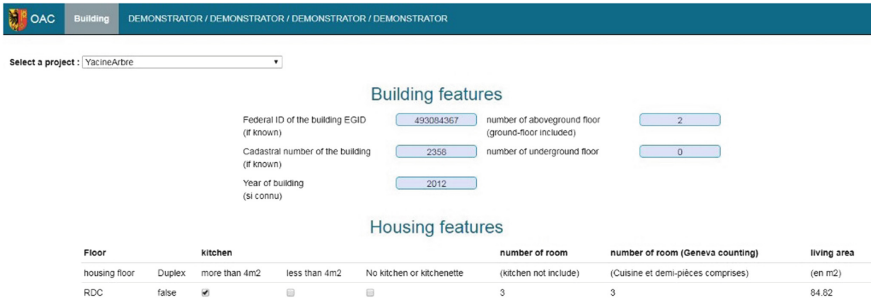 OAC Building DEMONSTRATOR / DEMONSTRATOR / DEMONSTRATOR / DEMONSTRATOR
Select a project : YacineArbre
Building features
Federal ID of the building EGID 493084367 number of aboveground floor 2
(if known) (ground-floor included)
Cadastral number of the building 2358 number of underground floor 0
(if known)
Year of building 2012
(si connu)
Housing features
Floor kitchen number of room number of room (Geneva counting) living area
housing floor Duplex more than 4m2 less than 4m2 No kitchen or kitchenette (kitchen not include) (Cuisine et demi-pièces comprises) (en m2)
RDC false 3 3 84.82